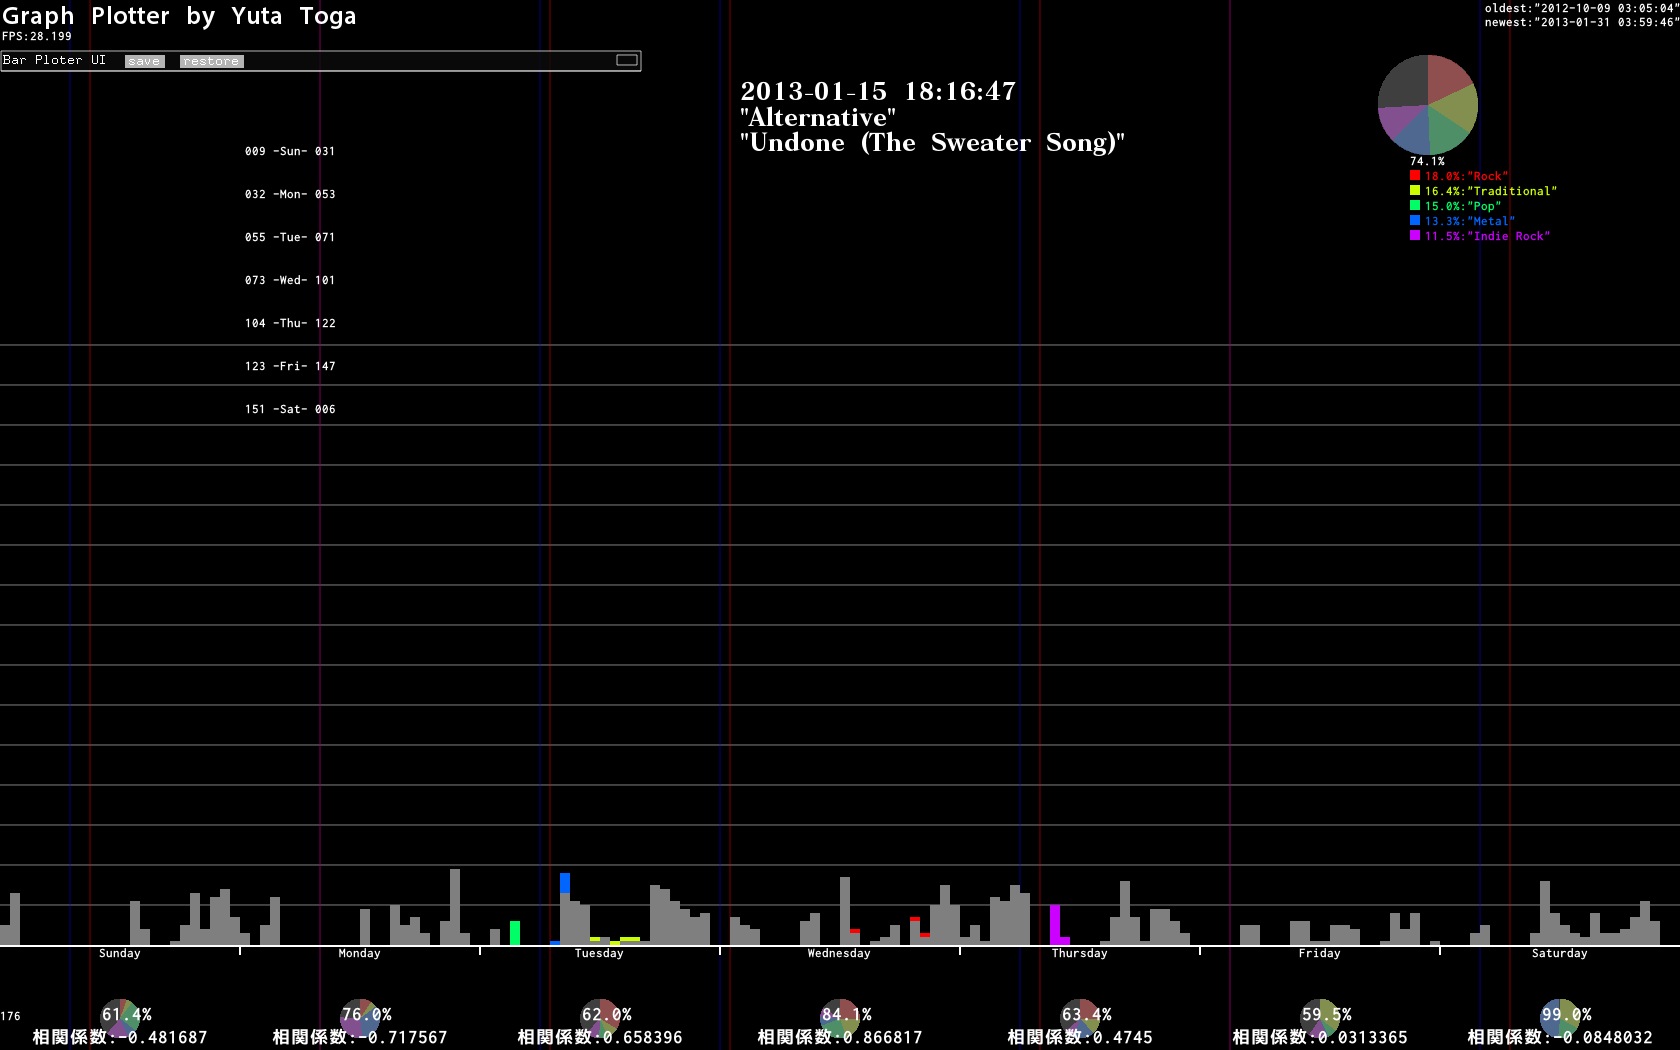 Graph Plotter by Yuta Toga
FPS:28.199
oldest:"2012-10-09 03:05:04"
newest:"2013-01-31 03:59:46"
Bar Ploter UI save restore
2013-01-15 18:16:47
"Alternative"
"Undone (The Sweater Song)"
74.1%
18.0%:"Rock"
16.4%:"Traditional"
15.0%:"Pop"
13.3%:"Metal"
11.5%:"Indie Rock"
009 -Sun- 031
032 -Mon- 053
055 -Tue- 071
073 -Wed- 101
104 -Thu- 122
123 -Fri- 147
151 -Sat- 006
Sunday Monday Tuesday Wednesday Thursday Friday Saturday
176 61.4% 76.0% 62.0% 84.1% 63.4% 59.5% 99.0%
相関係数:-0.481687 相関係数:-0.717567 相関係数:0.658396 相関係数:0.866817 相関係数:0.4745 相関係数:0.0313365 相関係数:-0.0848032